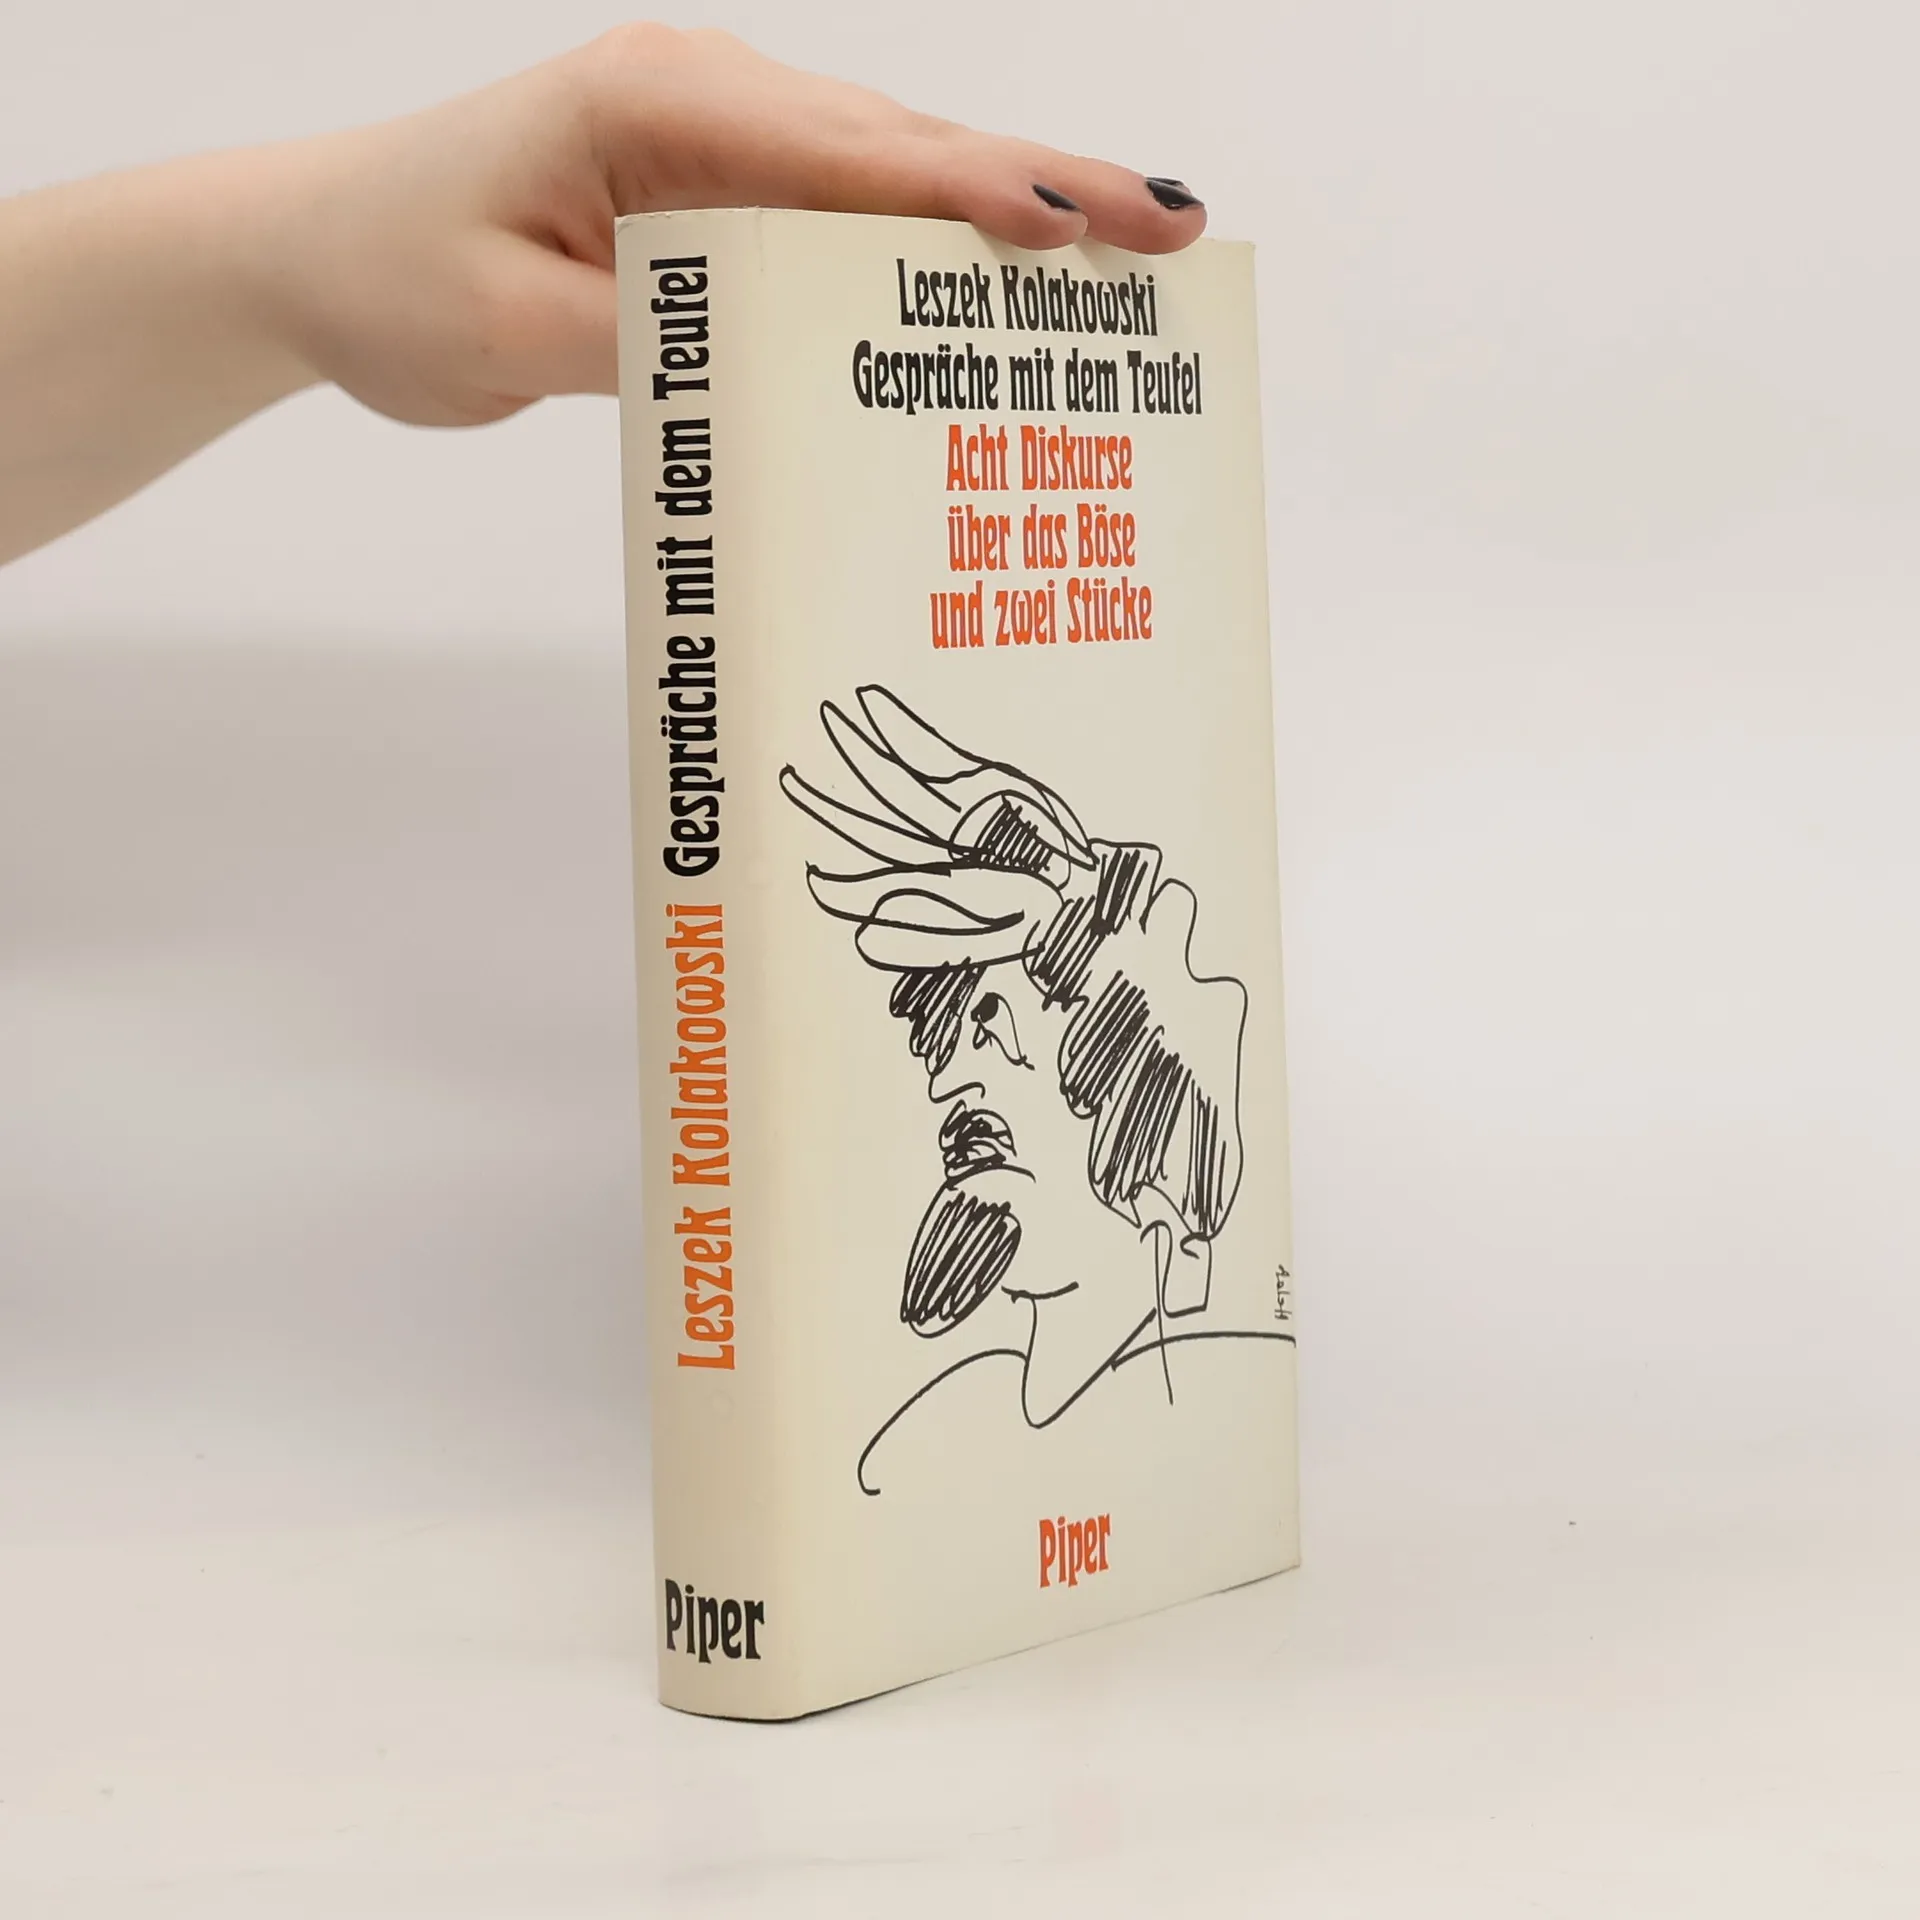 Leszek Kolakowski
Gespräche mit dem Teufel
Acht Diskurse
über das Böse
und zwei Stücke
Piper
Leszek Kolakowski Gespräche mit dem Teufel
Piper